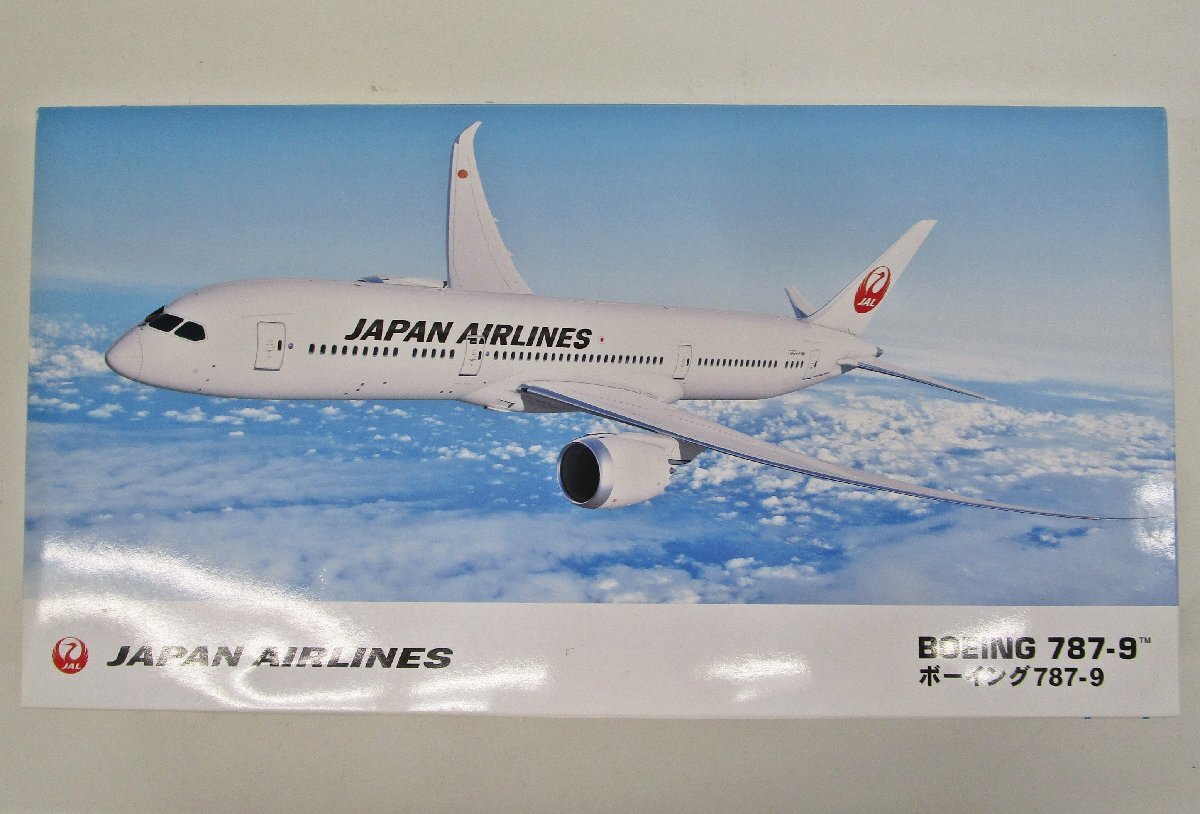 JAPAN AIRLINES
JAL
JAL
JAPAN AIRLINES
BOEING 787-9™
ボーイング787-9